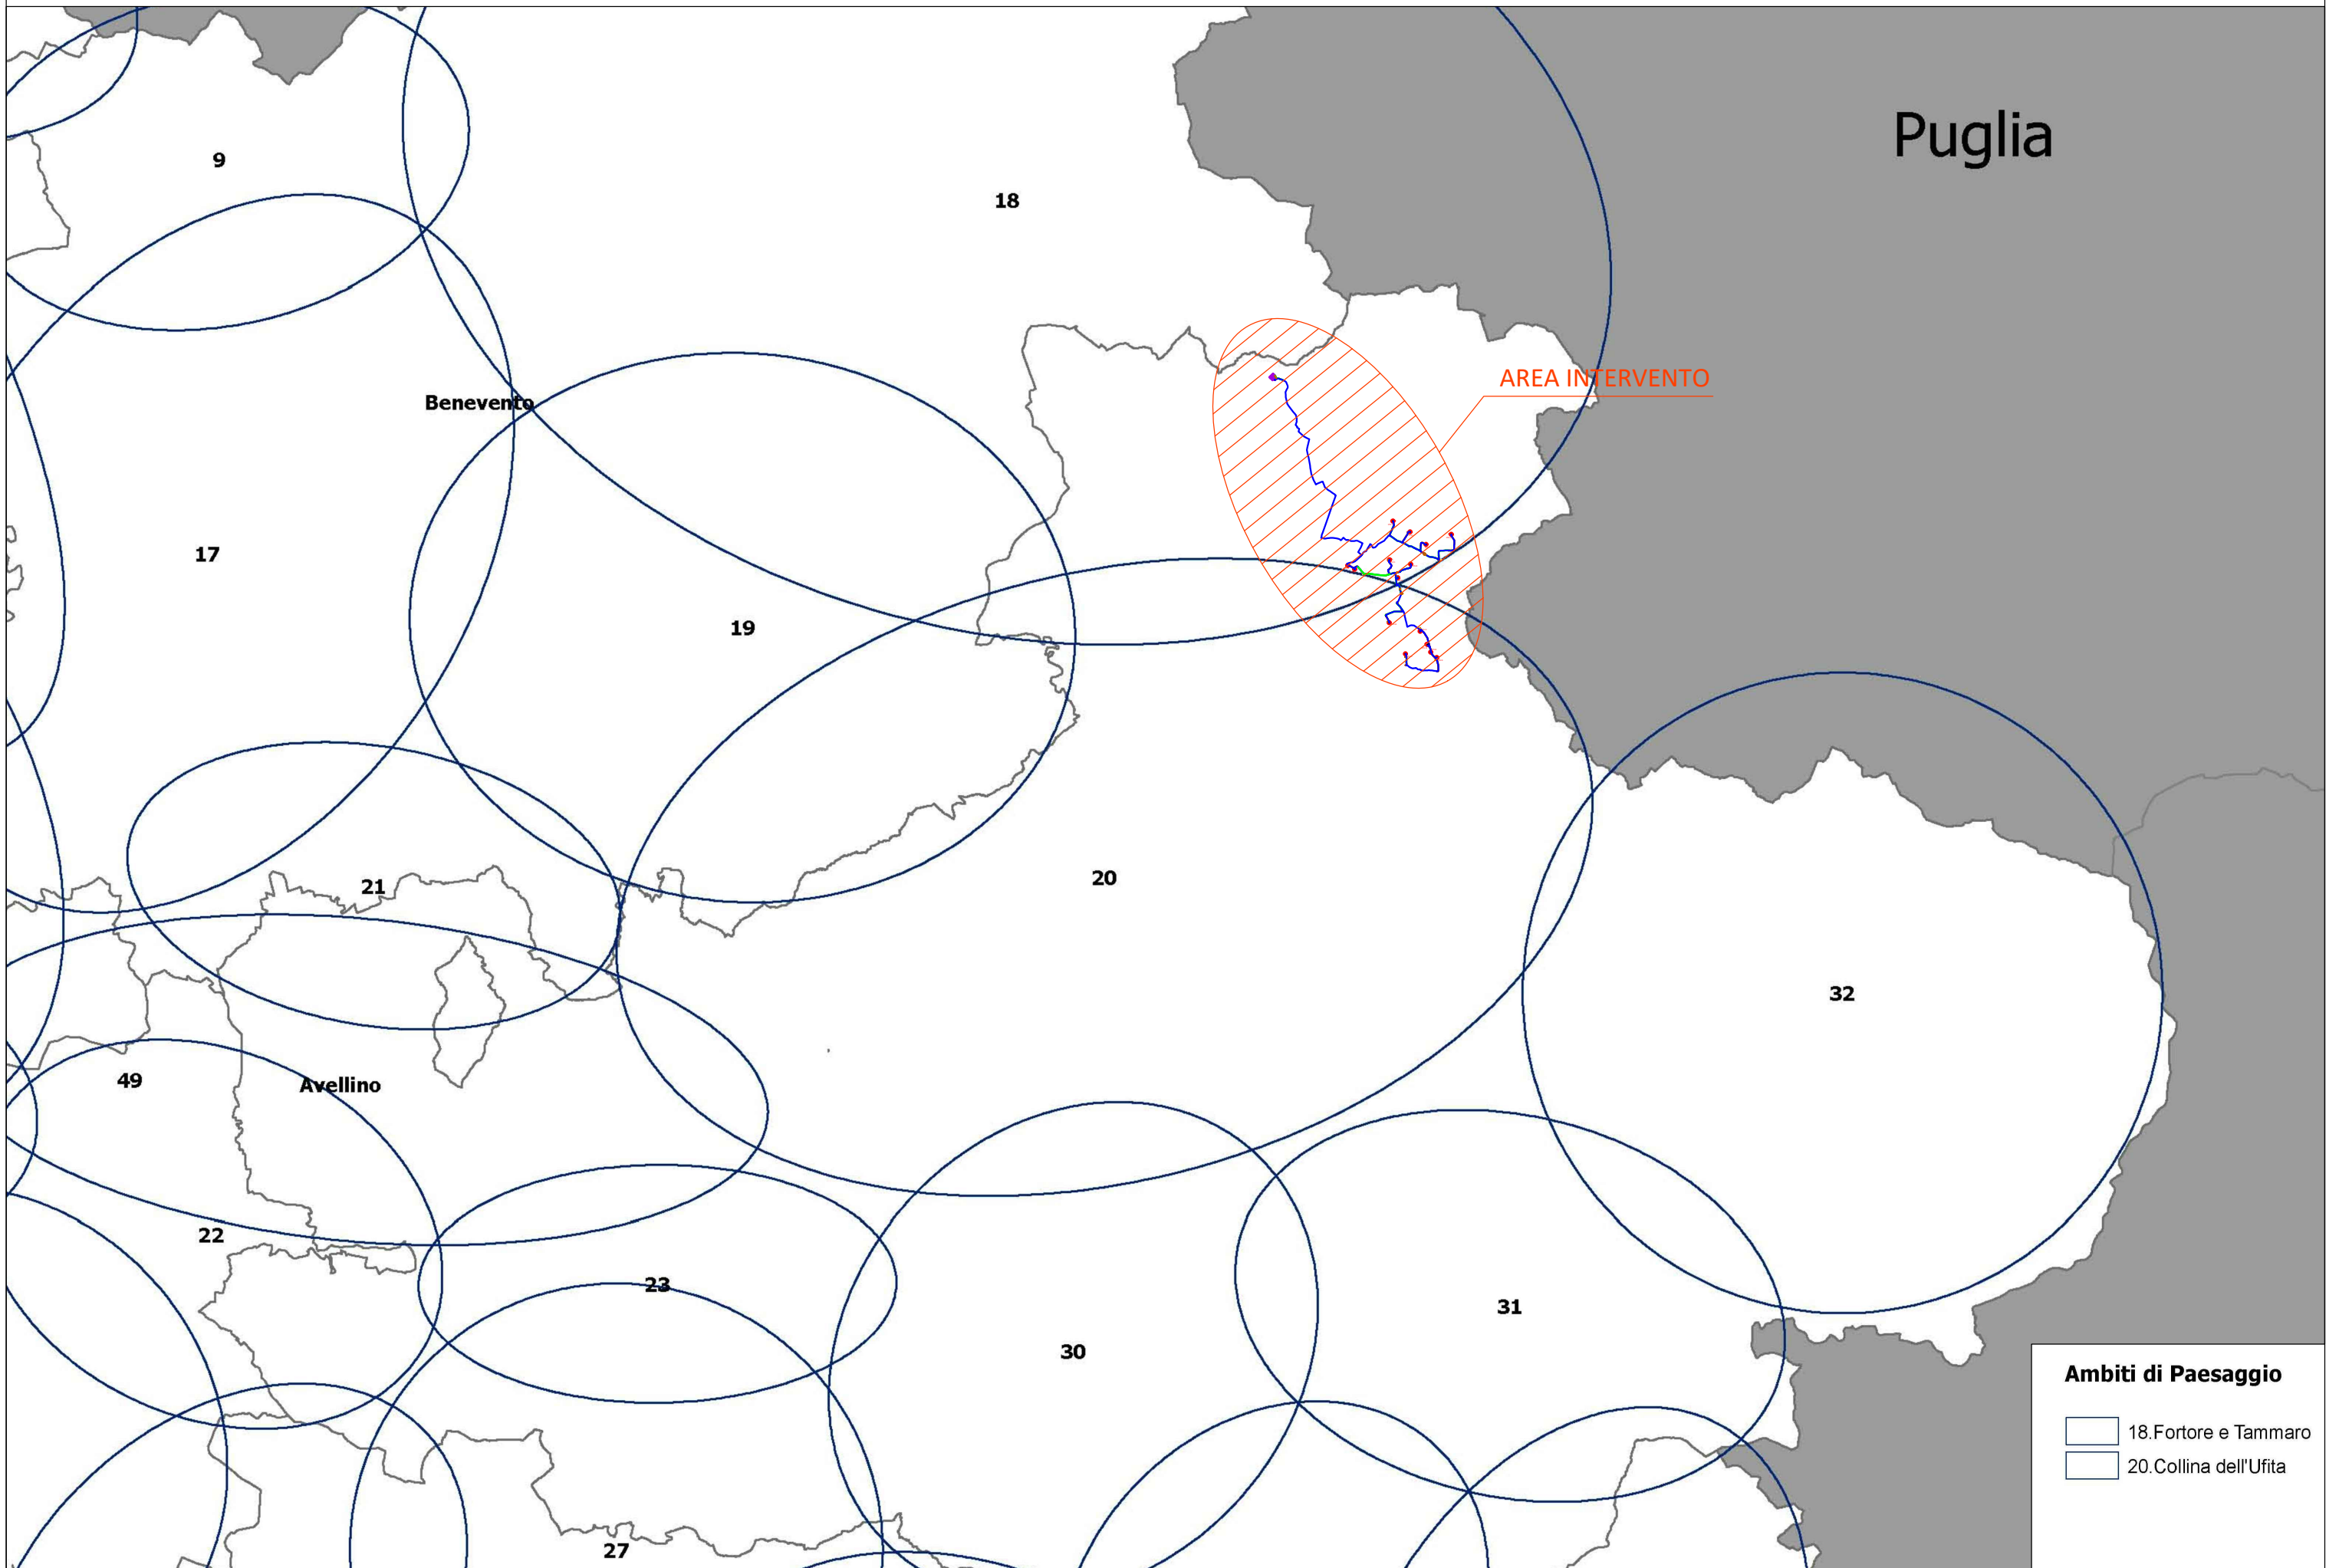 Puglia
9
18
AREA INTERVENTO
Benevento
17
19
20
21
32
49
Avellino
22
23
31
30
27
Ambiti di Paesaggio
18.Fortore e Tammaro
20.Collina dell'Ufita